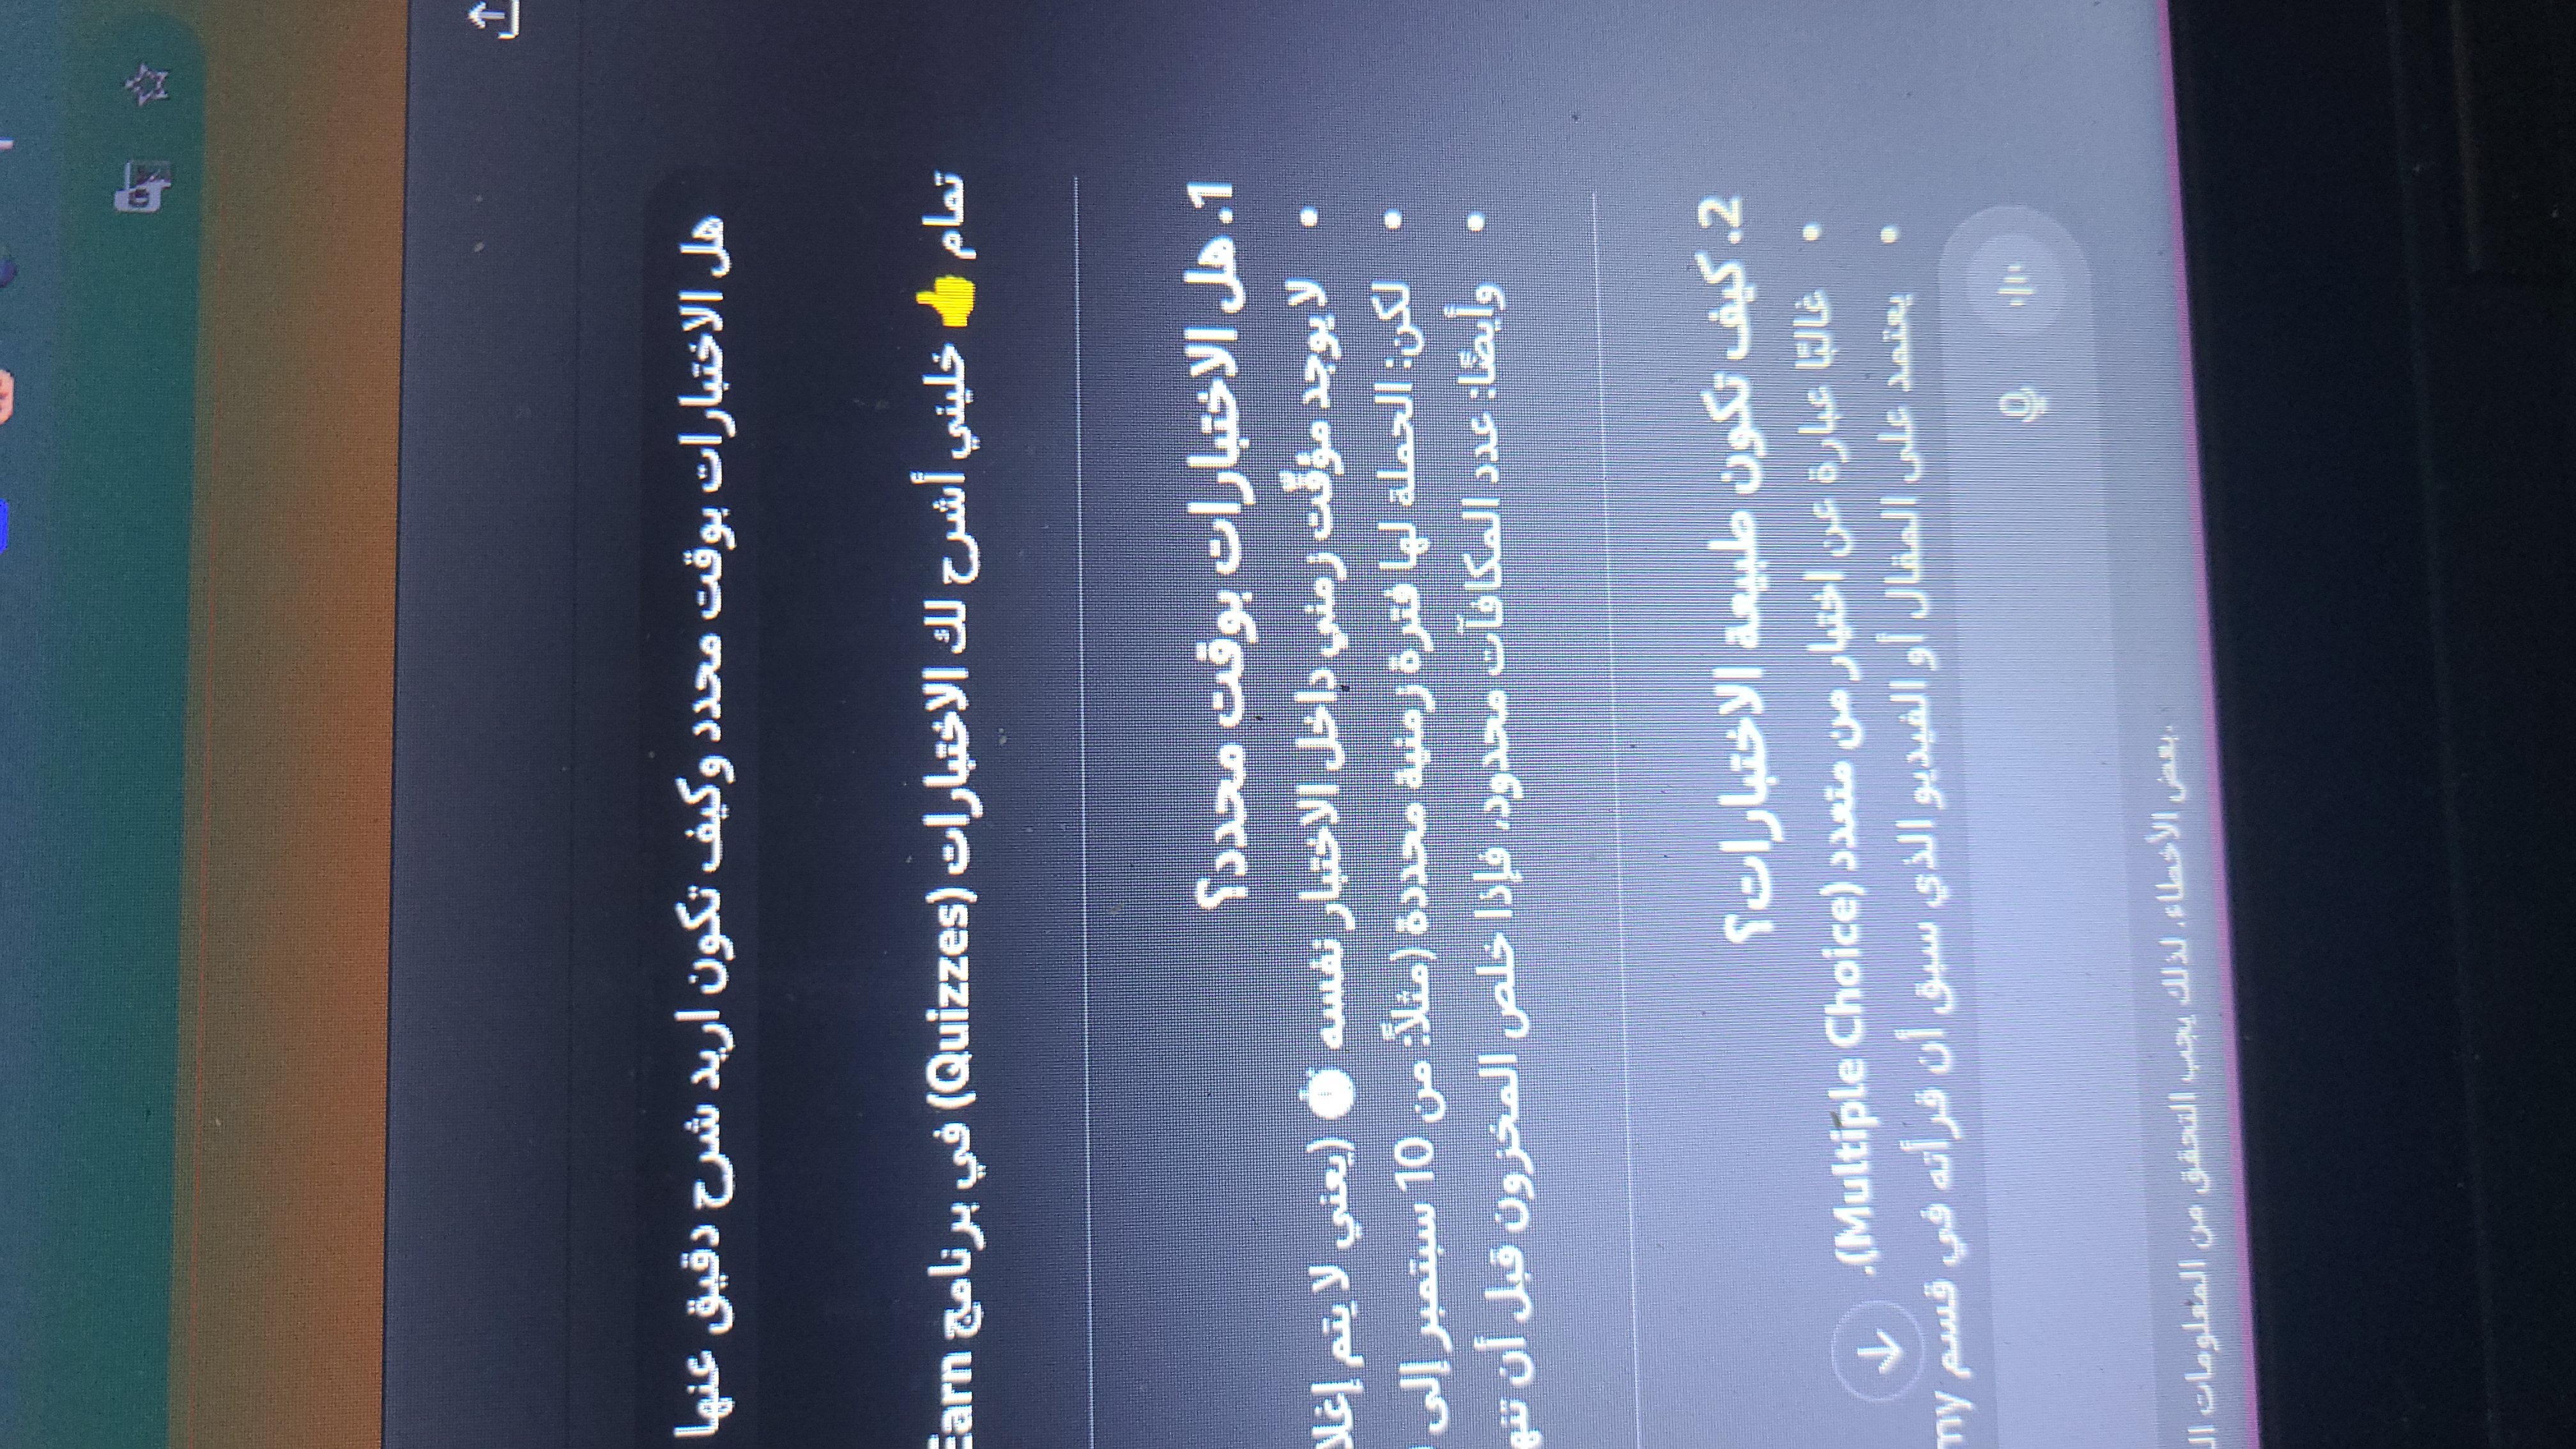 هل الاختبارات بوقت محدد وكيف تكون اريد شرح دقيق عنها
تمام 👍 خليني أشرح لك الاختبارات (Quizzes) في برنامج Earn
1. هل الاختبارات بوقت محدد؟
• لا يوجد مؤقّت زمني داخل الاختبار نفسه ⏱ (يعني لا يتم
• لكن: الحملة لها فترة زمنية محددة (مثلاً: من 10 سبتمبر إلى
• وأيضًا: عدد المكافآت محدود، فإذا خلص المخزون قبل أن
2. كيف تكون طبيعة الاختبارات؟
• غالبًا عبارة عن اختيار من متعدد (Multiple Choice).
• يعتمد على المقال أو الفيديو الذي سبق أن قرأته في قسم my
بعض الأخطاء. لذلك يجب التحقق من المعلومات